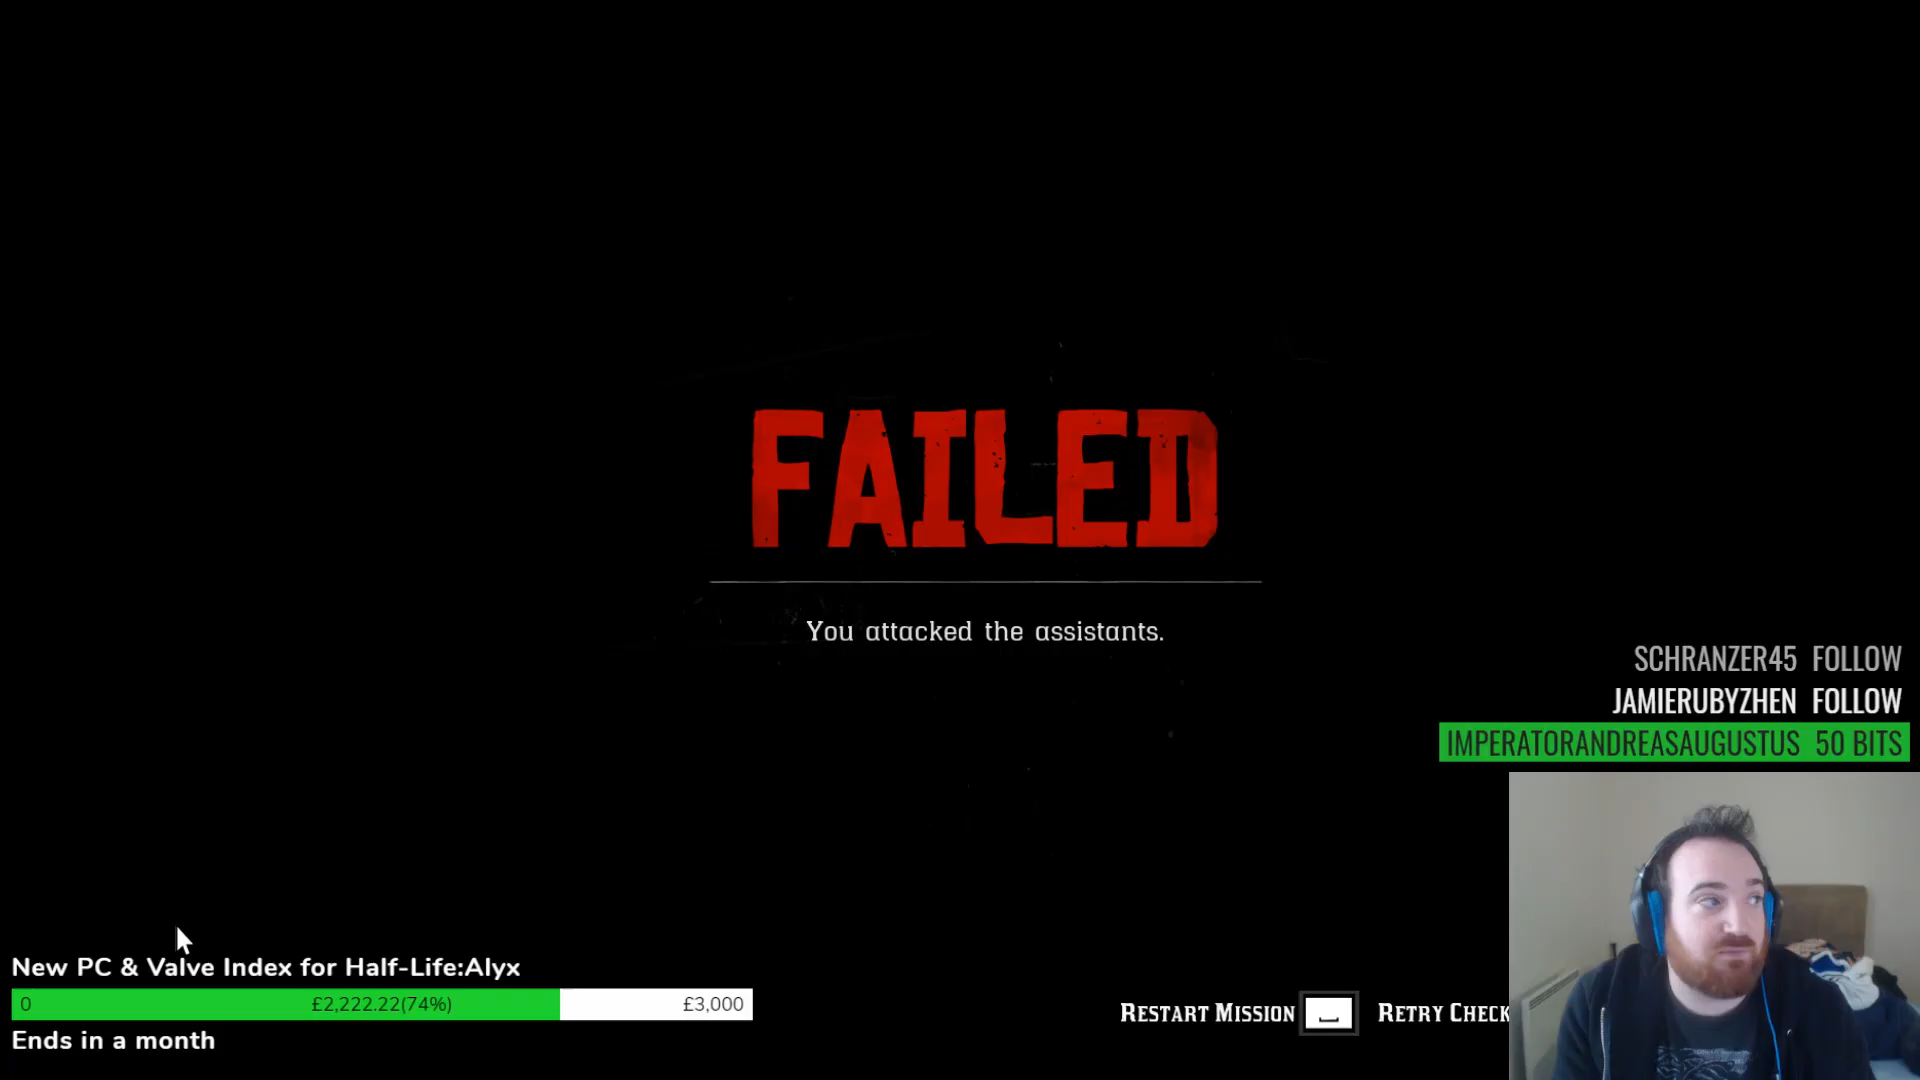 FAILED
You attacked the assistants.
SCHRANZER45 FOLLOW
JAMIERUBYZHEN FOLLOW
IMPERATORANDREASAUGUSTUS 50 BITS
New PC & Valve Index for Half-Life:Alyx
0 £2,222.22(74%) £3,000
Ends in a month
RESTART MISSION RETRY CHECK